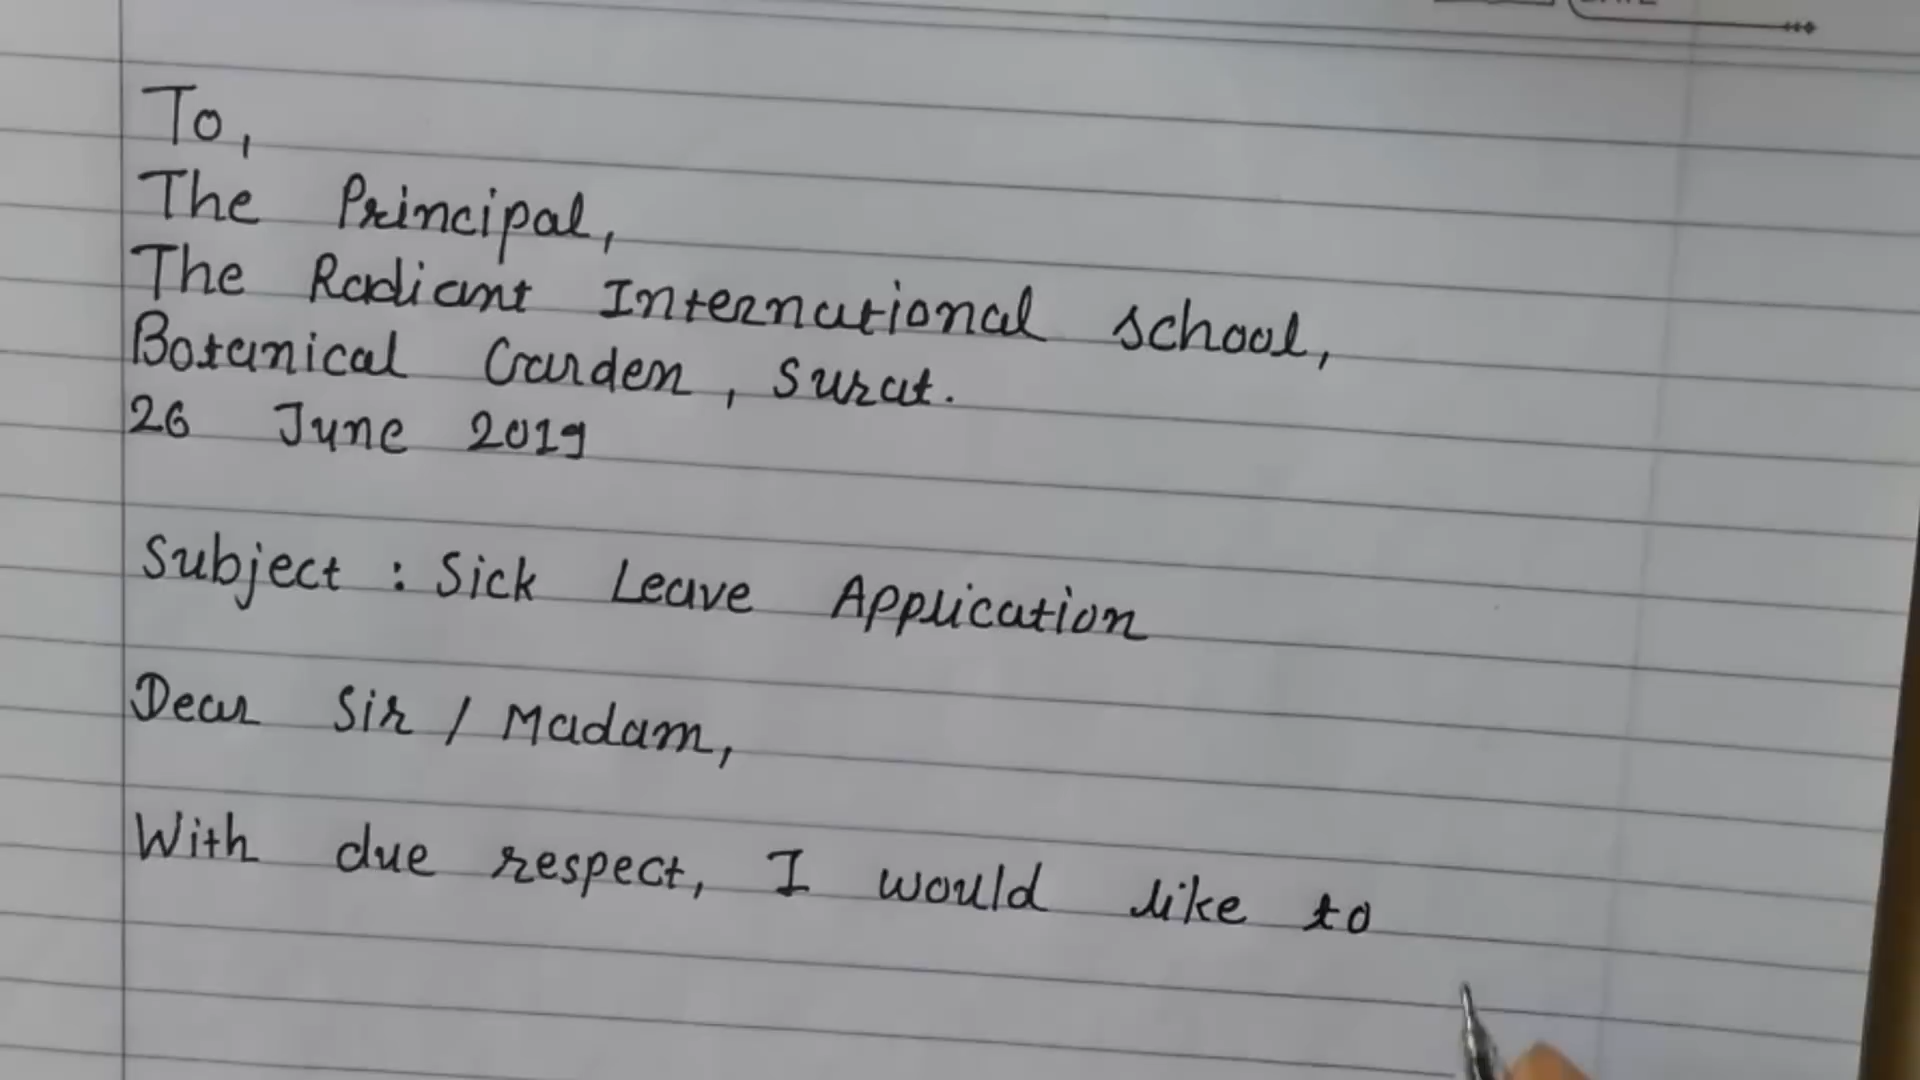 To,
The Principal,
The Radiant International school,
Botanical Garden, Surat.
26 June 2019
Subject : Sick Leave Application
Dear Sir / Madam,
With due respect, I would like to